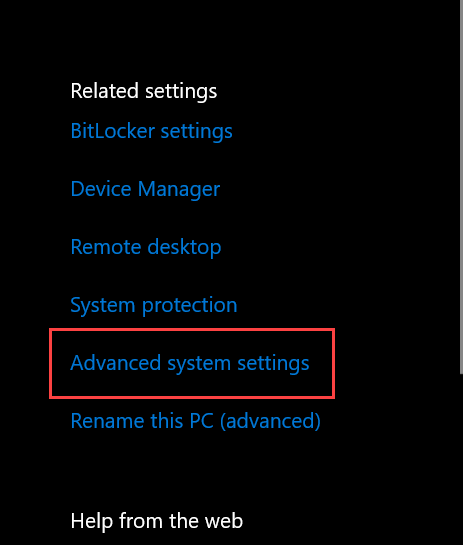 Related settings
BitLocker settings
Device Manager
Remote desktop
System protection
Advanced system settings
Rename this PC (advanced)
Help from the web